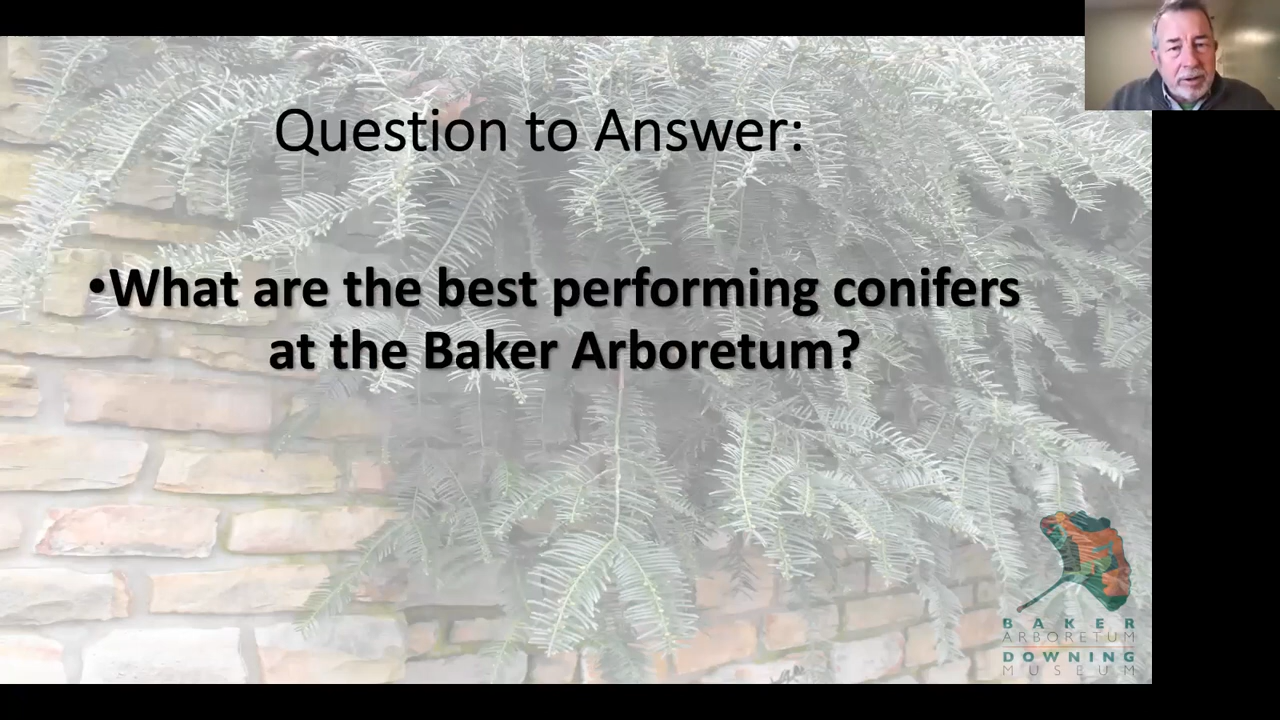 Question to Answer:
•What are the best performing conifers
at the Baker Arboretum?
BAKER
ARBORETUM
DOWNING
MUSEUM